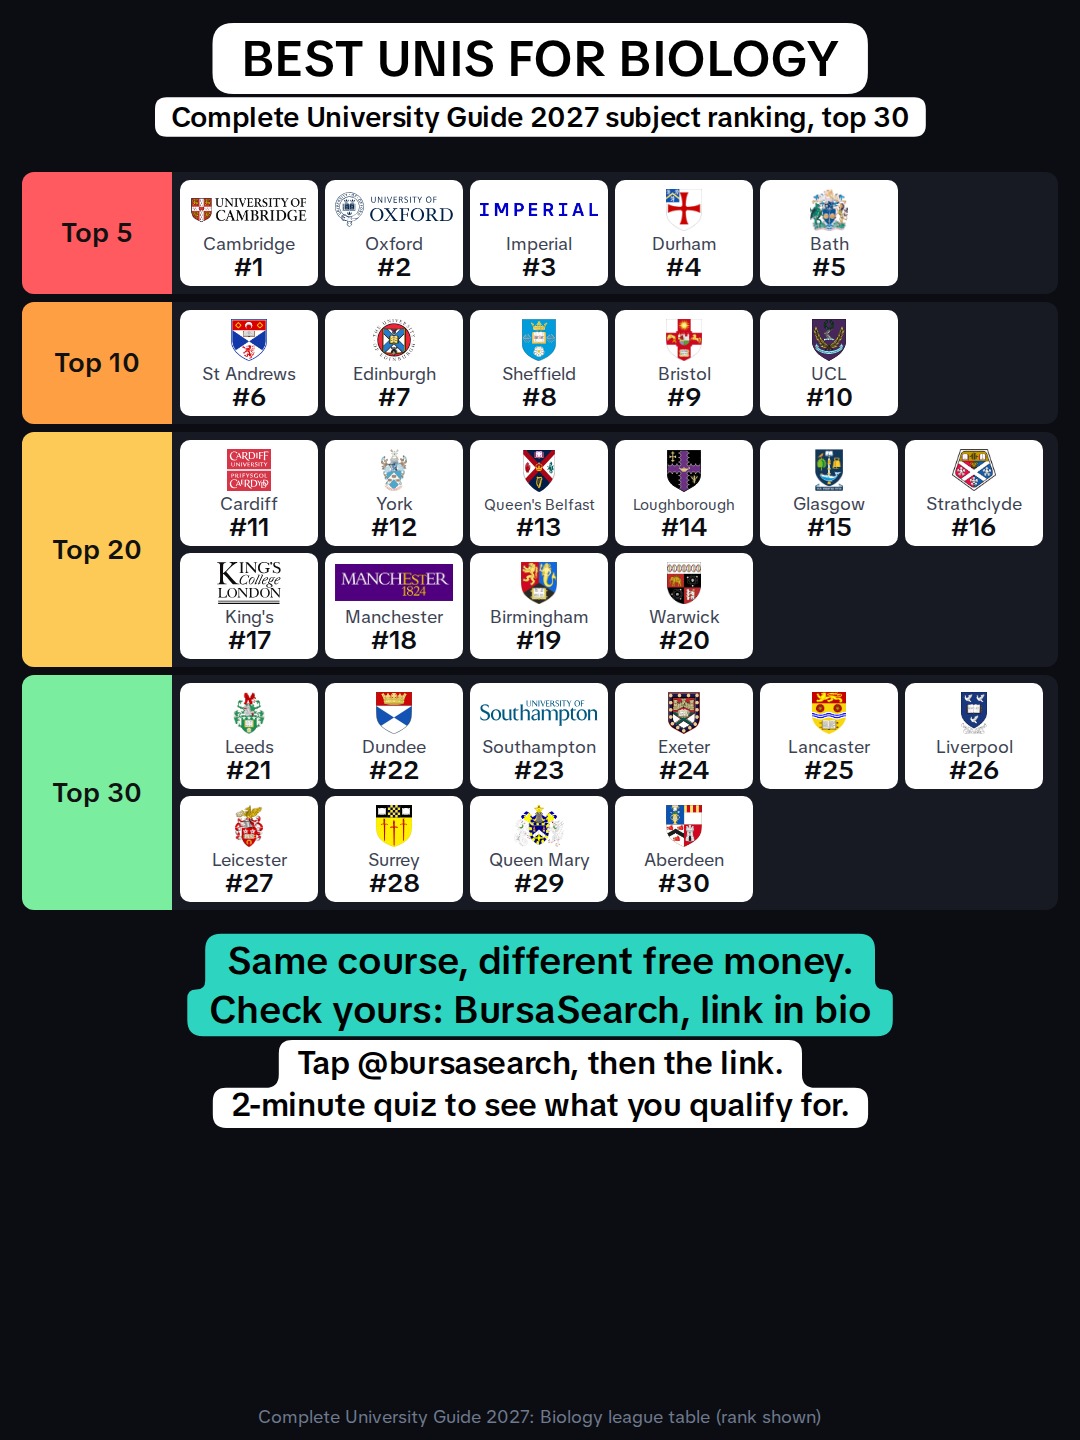 BEST UNIS FOR BIOLOGY
Complete University Guide 2027 subject ranking, top 30
Top 5
UNIVERSITY OF CAMBRIDGE
Cambridge
#1
UNIVERSITY OF OXFORD
Oxford
#2
IMPERIAL
Imperial
#3
Durham
#4
Bath
#5
Top 10
St Andrews
#6
Edinburgh
#7
Sheffield
#8
Bristol
#9
UCL
#10
Top 20
CARDIFF
UNIVERSITY
PRIFYSGOL
CAERDYDD
Cardiff
#11
York
#12
Queen's Belfast
#13
Loughborough
#14
Glasgow
#15
Strathclyde
#16
KING'S
College
LONDON
King's
#17
MANCHESTER
1824
Manchester
#18
Birmingham
#19
Warwick
#20
Top 30
Leeds
#21
Dundee
#22
UNIVERSITY OF
Southampton
Southampton
#23
Exeter
#24
Lancaster
#25
Liverpool
#26
Leicester
#27
Surrey
#28
Queen Mary
#29
Aberdeen
#30
Same course, different free money.
Check yours: BursaSearch, link in bio
Tap @bursasearch, then the link.
2-minute quiz to see what you qualify for.
Complete University Guide 2027: Biology league table (rank shown)